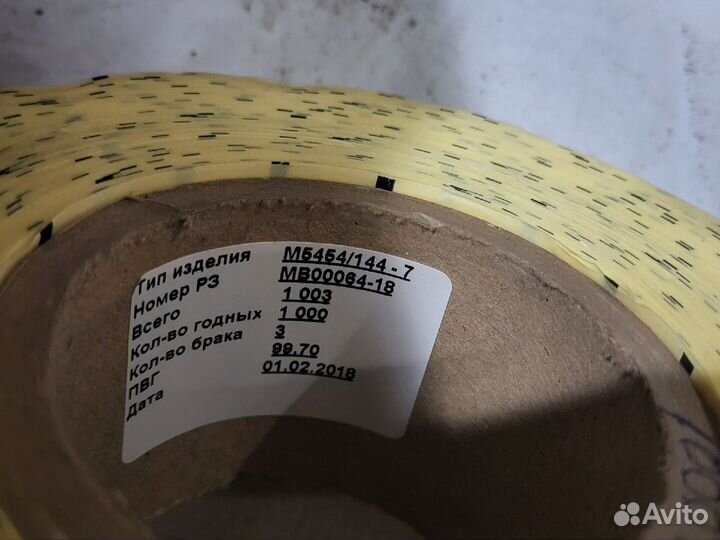 Тип изделия М5454/144 - 7
Номер РЗ МВ00064-18
Всего 1 003
Кол-во годных 1 000
Кол-во брака 3
ПВГ 99.70
Дата 01.02.2018
Avito